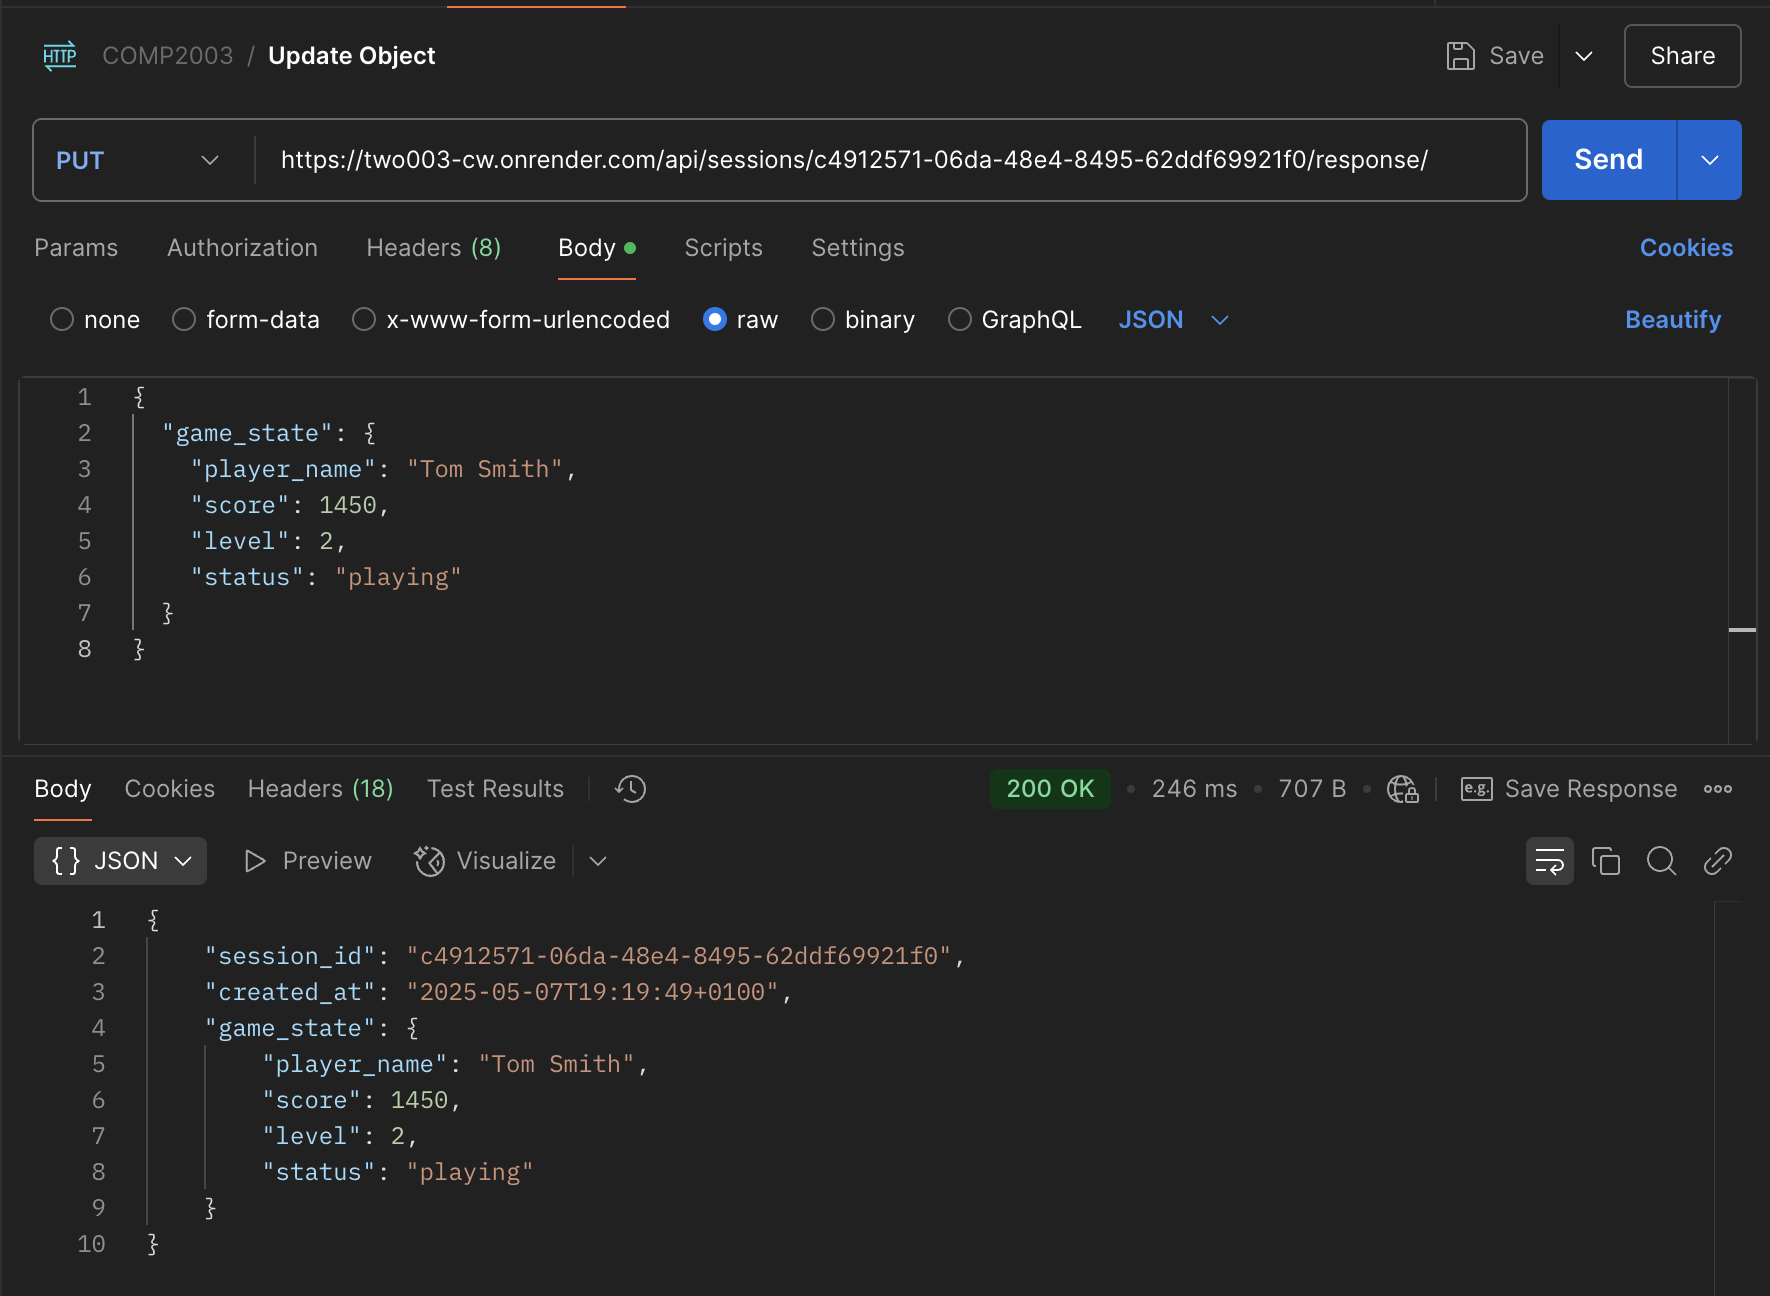 HTTP COMP2003 / Update Object Save Share
PUT https://two003-cw.onrender.com/api/sessions/c4912571-06da-48e4-8495-62ddf69921f0/response/ Send
Params Authorization Headers (8) Body Scripts Settings Cookies
none form-data x-www-form-urlencoded raw binary GraphQL JSON Beautify
1 {
2 "game_state": {
3 "player_name": "Tom Smith",
4 "score": 1450,
5 "level": 2,
6 "status": "playing"
7 }
8 }
Body Cookies Headers (18) Test Results 200 OK • 246 ms • 707 B • e.g. Save Response
{} JSON Preview Visualize
1 {
2 "session_id": "c4912571-06da-48e4-8495-62ddf69921f0",
3 "created_at": "2025-05-07T19:19:49+0100",
4 "game_state": {
5 "player_name": "Tom Smith",
6 "score": 1450,
7 "level": 2,
8 "status": "playing"
9 }
10 }